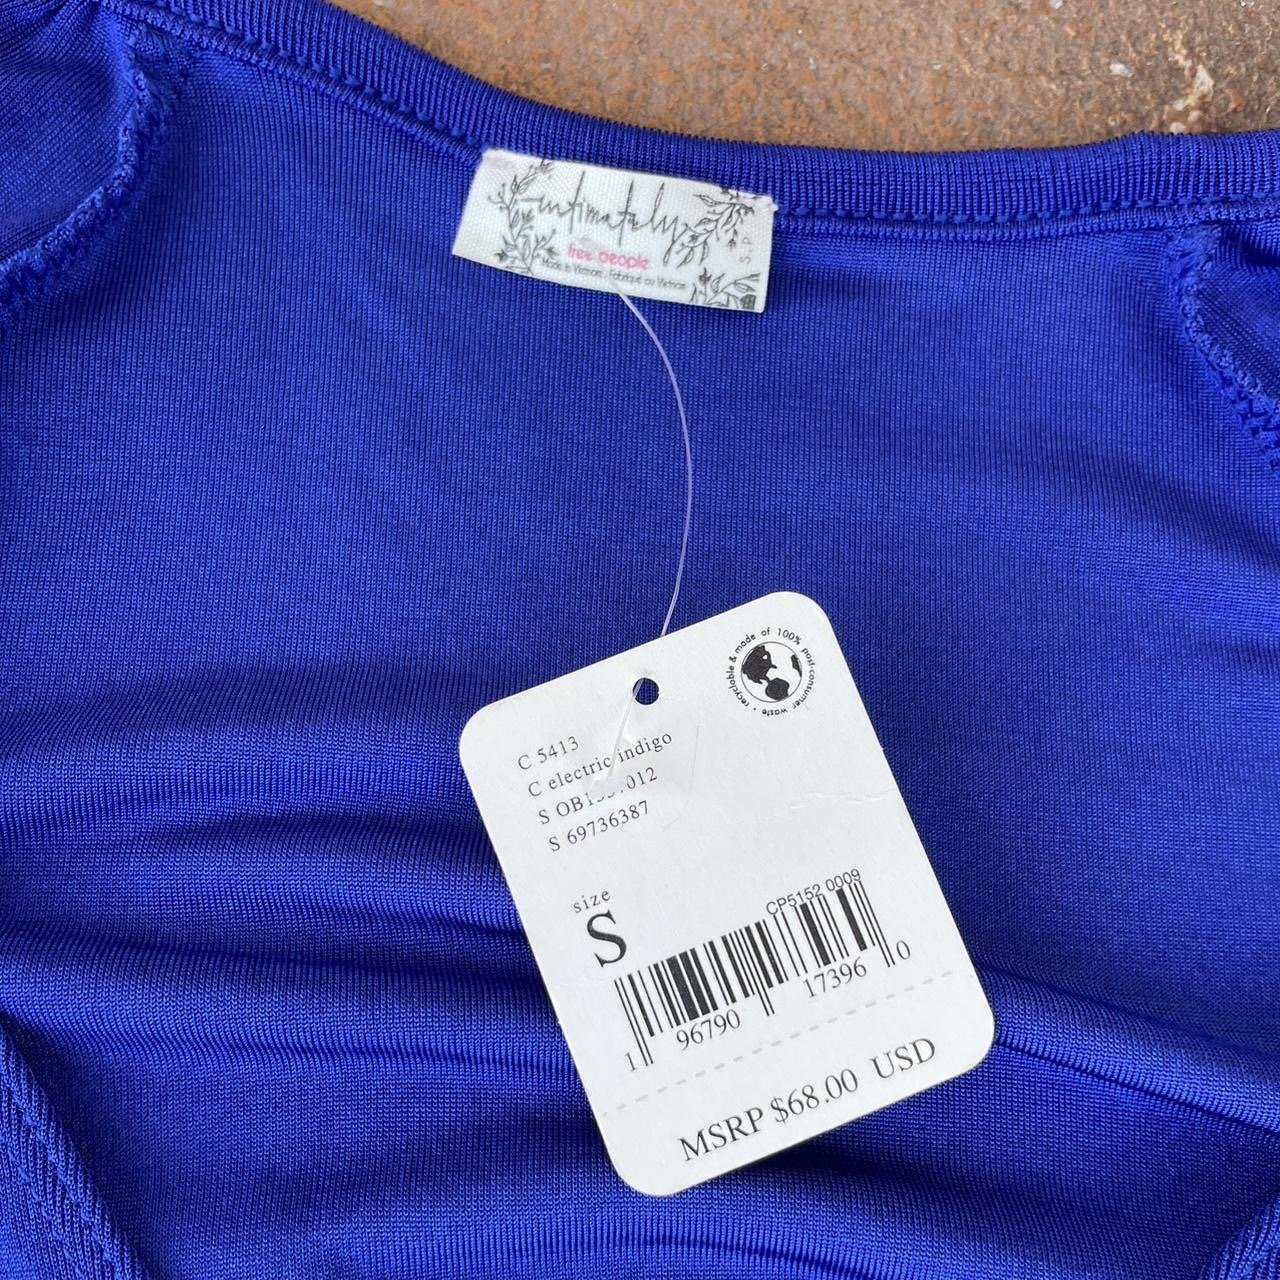 intimately
free people
Made in Vietnam . Fabriqué au Vietnam
S . P
recyclable & made of 100% post-consumer waste •
C 5413
C electric indigo
S 012
S 69736387
size
S
CP5152 0009
1 96790 17396 0
MSRP $68.00 USD